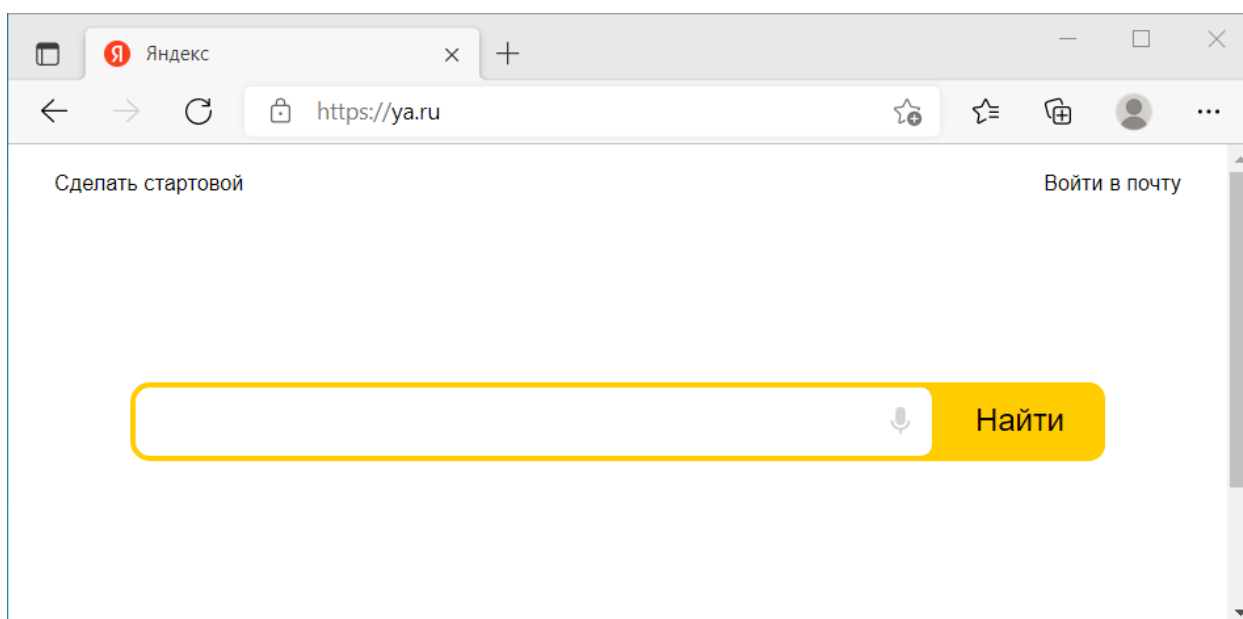 Я Яндекс
https://ya.ru
Сделать стартовой
Войти в почту
Найти